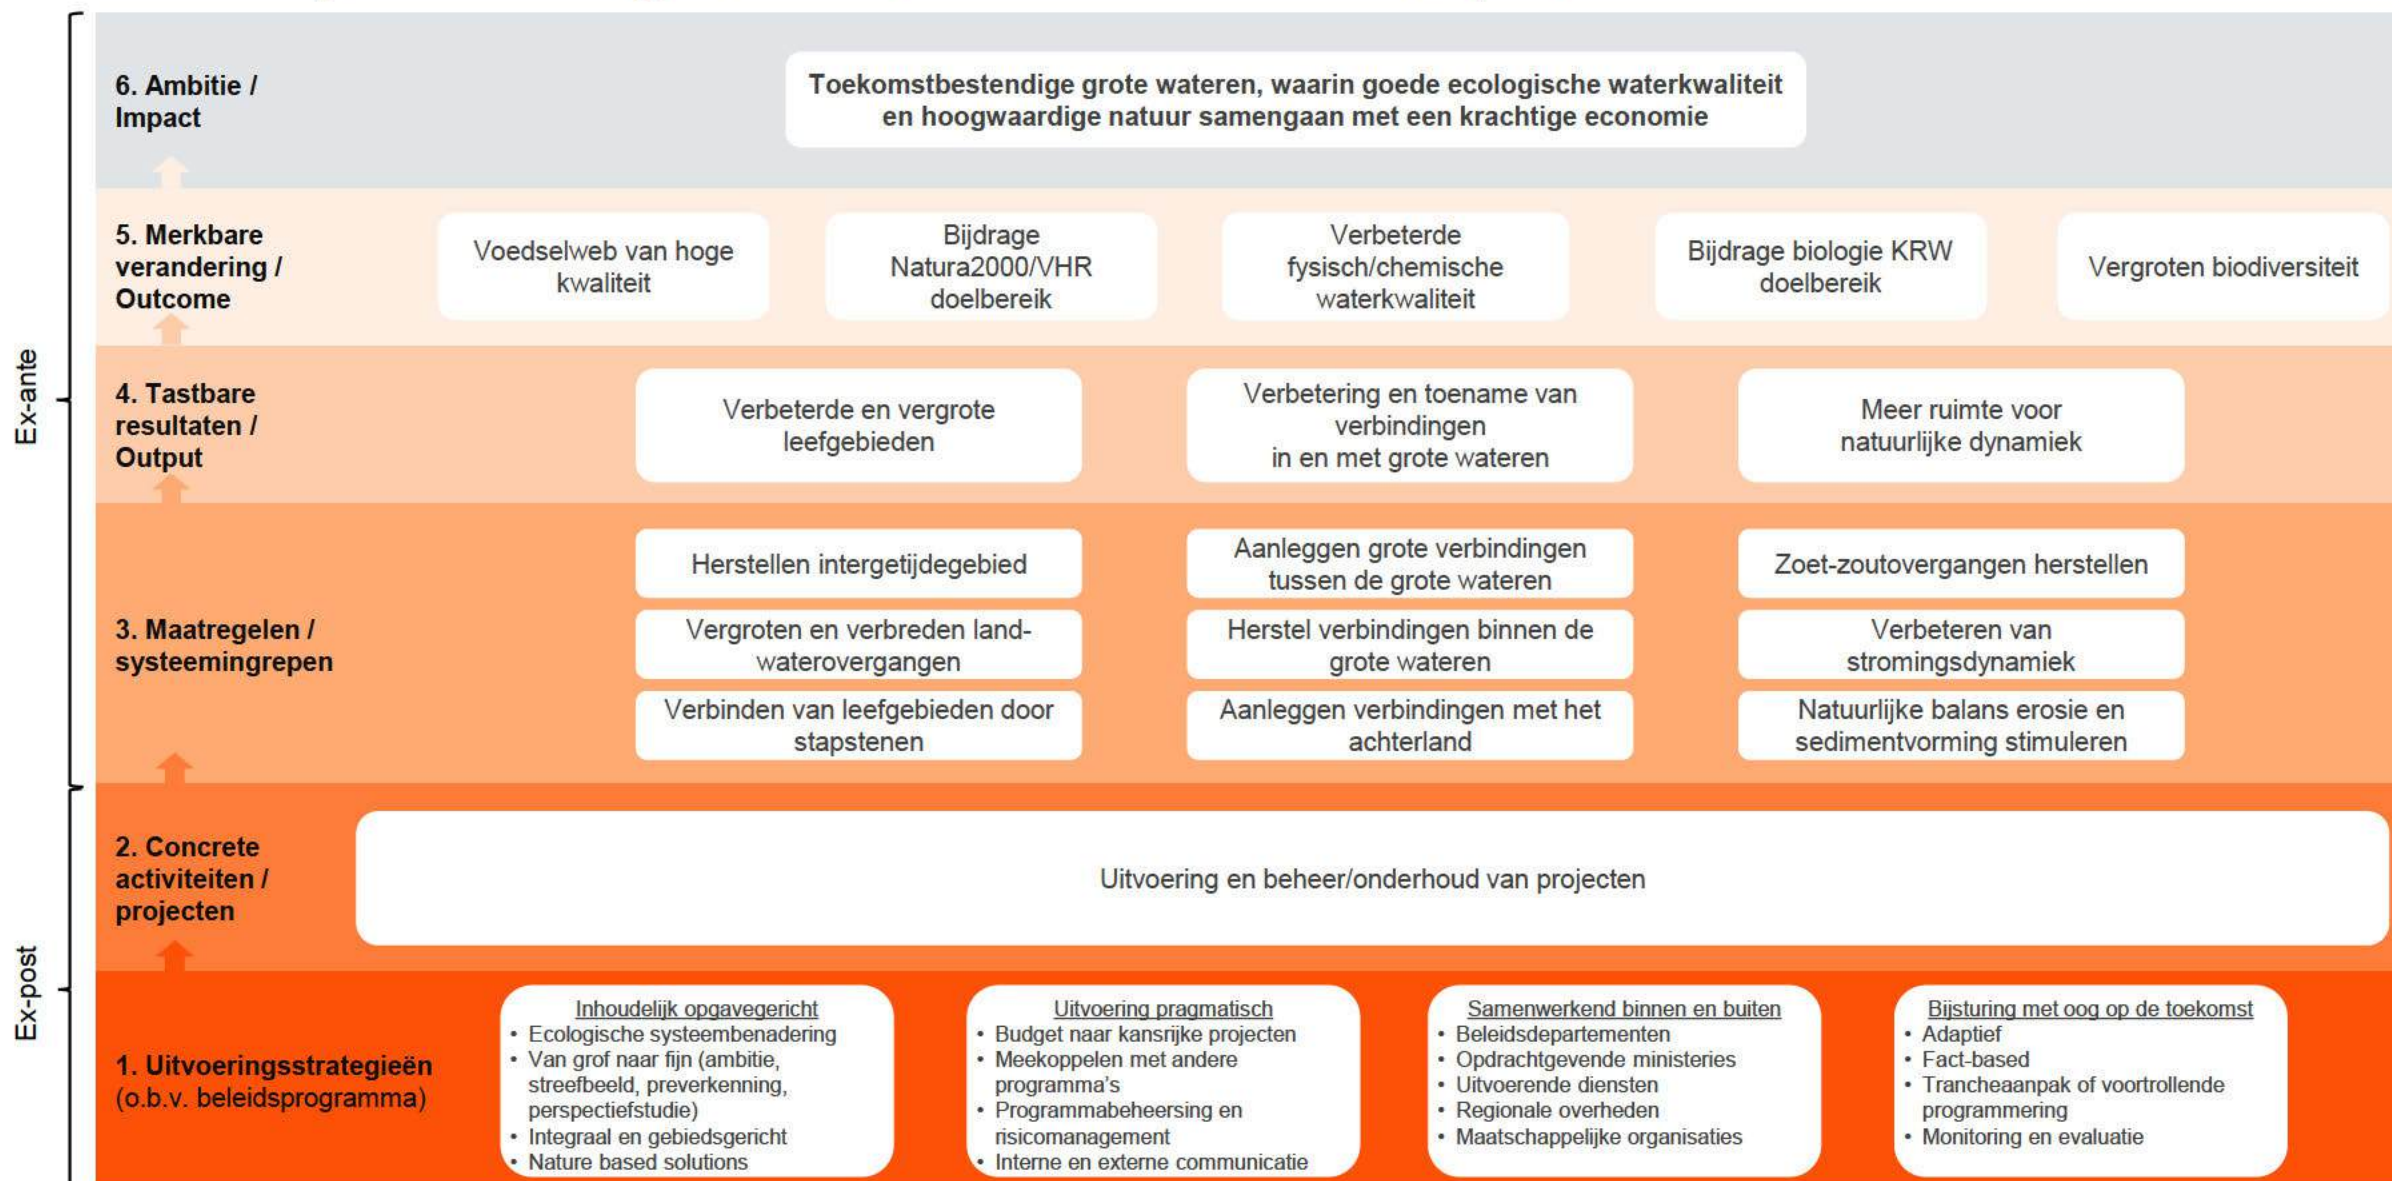 6. Ambitie /
Impact
Toekomstbestendige grote wateren, waarin goede ecologische waterkwaliteit
en hoogwaardige natuur samengaan met een krachtige economie
5. Merkbare
verandering /
Outcome
Voedselweb van hoge
kwaliteit
Bijdrage
Natura2000/VHR
doelbereik
Verbeterde
fysisch/chemische
waterkwaliteit
Bijdrage biologie KRW
doelbereik
Vergroten biodiversiteit
Ex-ante
4. Tastbare
resultaten /
Output
Verbeterde en vergrote
leefgebieden
Verbetering en toename van
verbindingen
in en met grote wateren
Meer ruimte voor
natuurlijke dynamiek
3. Maatregelen /
systeemingrepen
Herstellen intergetijdegebied
Vergroten en verbreden land-
waterovergangen
Verbinden van leefgebieden door
stapstenen
Aanleggen grote verbindingen
tussen de grote wateren
Herstel verbindingen binnen de
grote wateren
Aanleggen verbindingen met het
achterland
Zoet-zoutovergangen herstellen
Verbeteren van
stromingsdynamiek
Natuurlijke balans erosie en
sedimentvorming stimuleren
2. Concrete
activiteiten /
projecten
Uitvoering en beheer/onderhoud van projecten
Ex-post
1. Uitvoeringsstrategieën
(o.b.v. beleidsprogramma)
Inhoudelijk opgavegericht
• Ecologische systeembenadering
• Van grof naar fijn (ambitie,
streefbeeld, preverkenning,
perspectiefstudie)
• Integraal en gebiedsgericht
• Nature based solutions
Uitvoering pragmatisch
• Budget naar kansrijke projecten
• Meekoppelen met andere
programma's
• Programmabeheersing en
risicomanagement
• Interne en externe communicatie
Samenwerkend binnen en buiten
• Beleidsdepartementen
• Opdrachtgevende ministeries
• Uitvoerende diensten
• Regionale overheden
• Maatschappelijke organisaties
Bijsturing met oog op de toekomst
• Adaptief
• Fact-based
• Trancheaanpak of voortrollende
programmering
• Monitoring en evaluatie